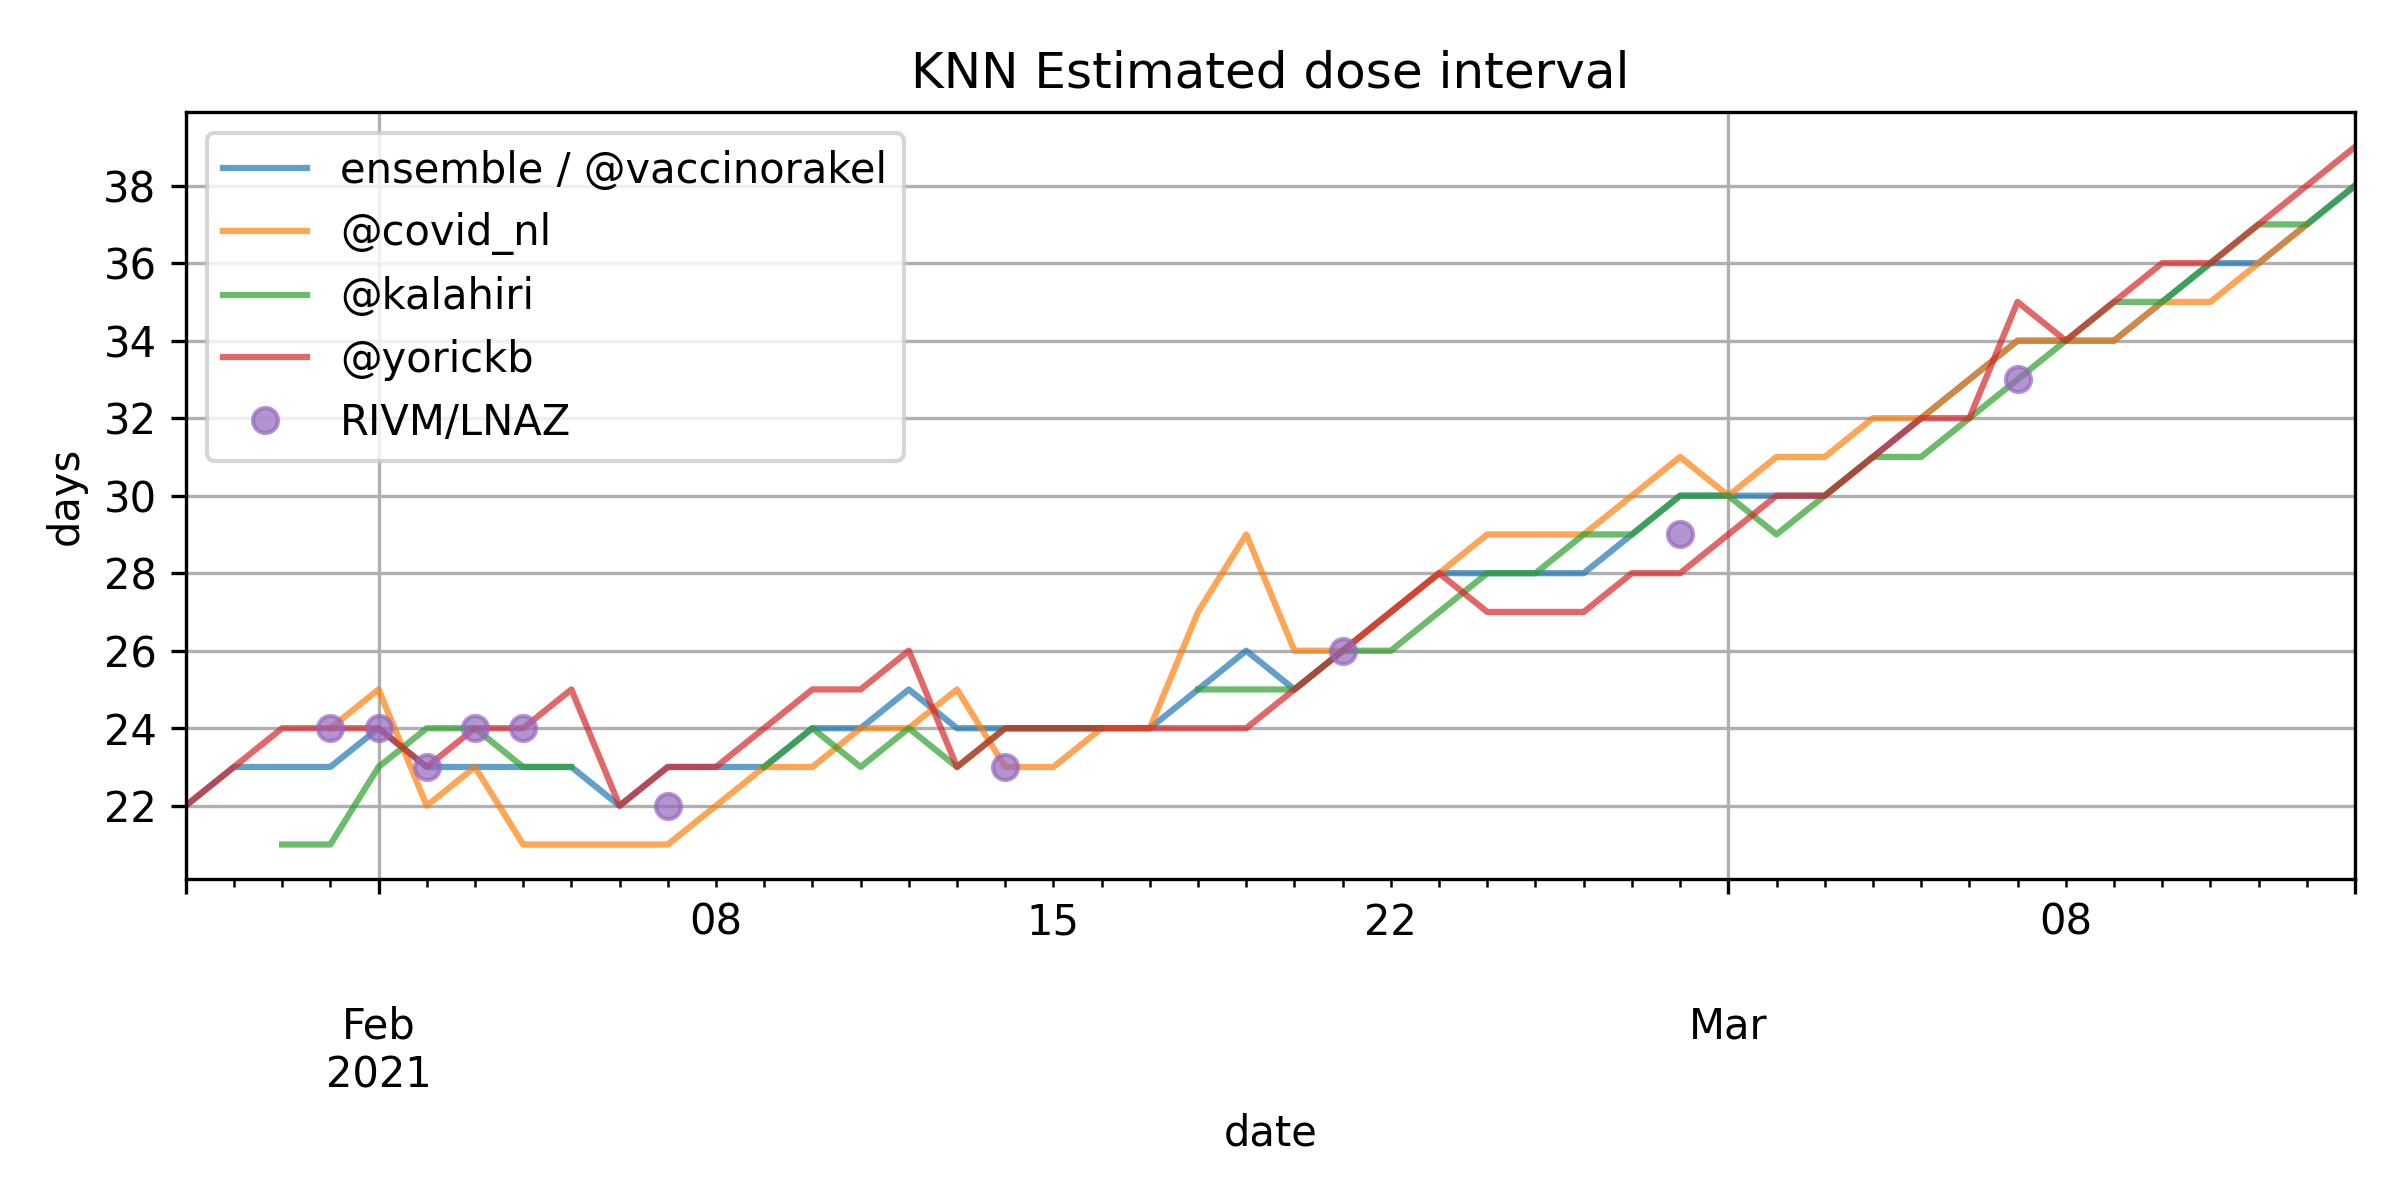 KNN Estimated dose interval
ensemble / @vaccinorakel
@covid_nl
@kalahiri
@yorickb
RIVM/LNAZ
days
38
36
34
32
30
28
26
24
22
08
15
22
08
Feb
Mar
2021
date